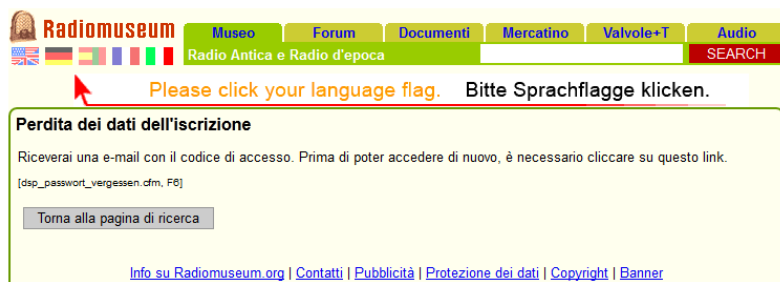 Radiomuseum
Museo Forum Documenti Mercatino Valvole+T Audio
Radio Antica e Radio d'epoca SEARCH
Please click your language flag. Bitte Sprachflagge klicken.
Perdita dei dati dell'iscrizione
Riceverai una e-mail con il codice di accesso. Prima di poter accedere di nuovo, è necessario cliccare su questo link.
[dsp_passwort_vergessen.cfm, F6]
Torna alla pagina di ricerca
Info su Radiomuseum.org | Contatti | Pubblicità | Protezione dei dati | Copyright | Banner